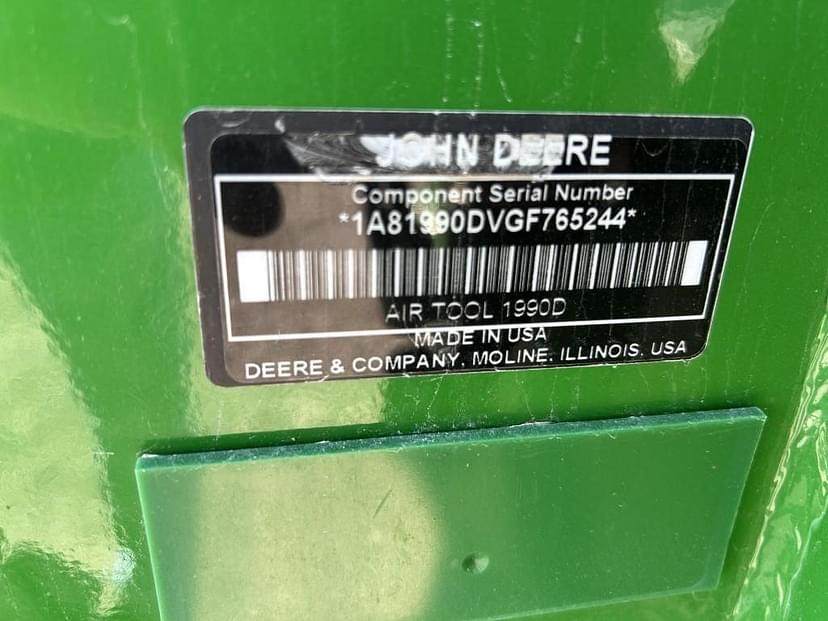 JOHN DEERE
Component Serial Number
*1A81990DVGF765244*
AIR TOOL 1990D
MADE IN USA
DEERE & COMPANY, MOLINE, ILLINOIS, USA